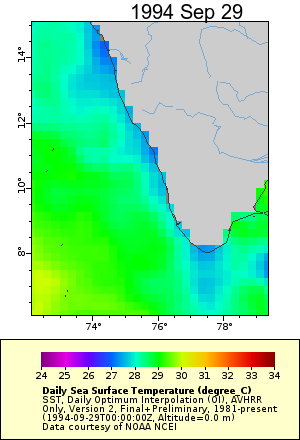 1994 Sep 29
14°
12°
10°
8°
74° 76° 78°
24 25 26 27 28 29 30 31 32 33 34
Daily Sea Surface Temperature (degree_C)
SST, Daily Optimum Interpolation (OI), AVHRR
Only, Version 2, Final+Preliminary, 1981-present
(1994-09-29T00:00:00Z, Altitude=0.0 m)
Data courtesy of NOAA NCEI